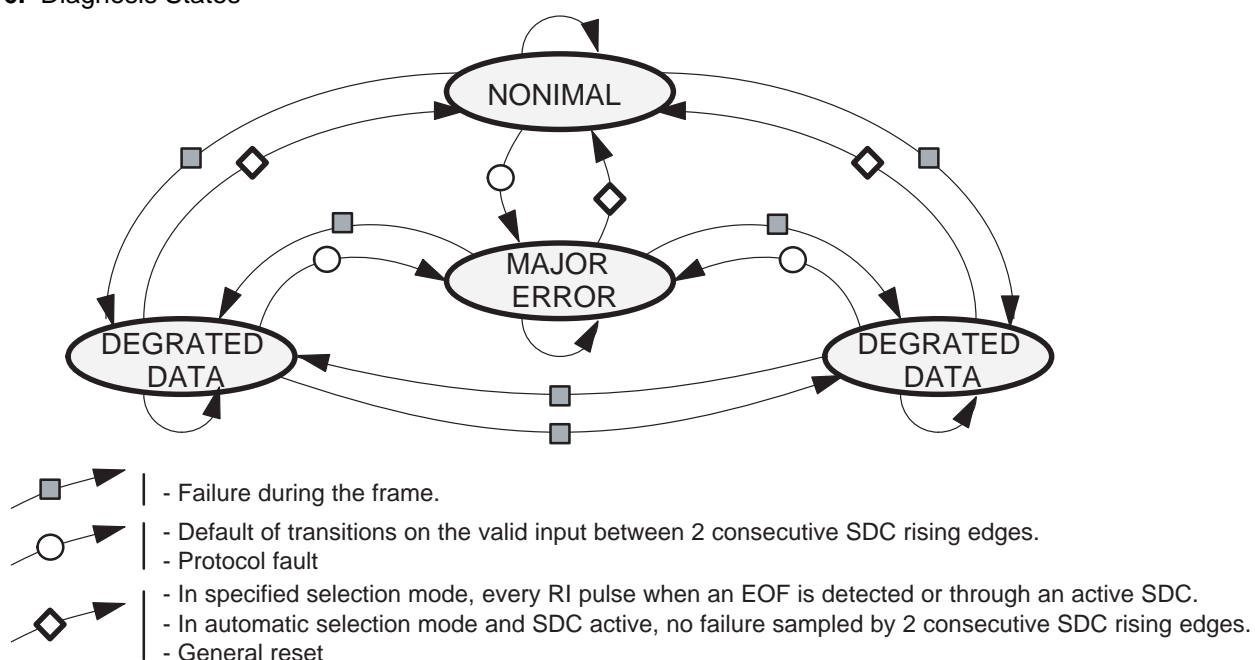 Diagnosis States
NONIMAL
MAJOR
ERROR
DEGRATED
DATA
DEGRATED
DATA
- Failure during the frame.
- Default of transitions on the valid input between 2 consecutive SDC rising edges.
- Protocol fault
- In specified selection mode, every RI pulse when an EOF is detected or through an active SDC.
- In automatic selection mode and SDC active, no failure sampled by 2 consecutive SDC rising edges.
- General reset